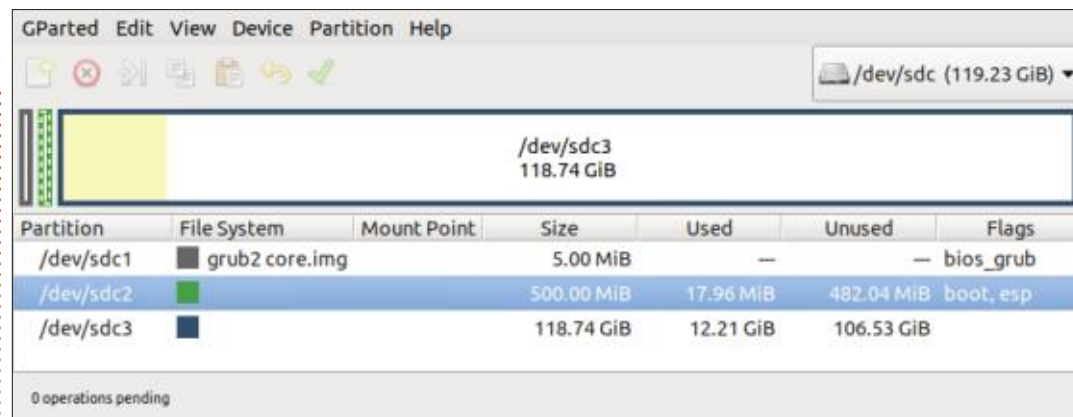 GParted Edit View Device Partition Help
/dev/sdc (119.23 GiB)
/dev/sdc3
118.74 GiB
Partition File System Mount Point Size Used Unused Flags
/dev/sdc1 grub2 core.img 5.00 MiB — — bios_grub
/dev/sdc2 500.00 MiB 17.96 MiB 482.04 MiB boot, esp
/dev/sdc3 118.74 GiB 12.21 GiB 106.53 GiB
0 operations pending